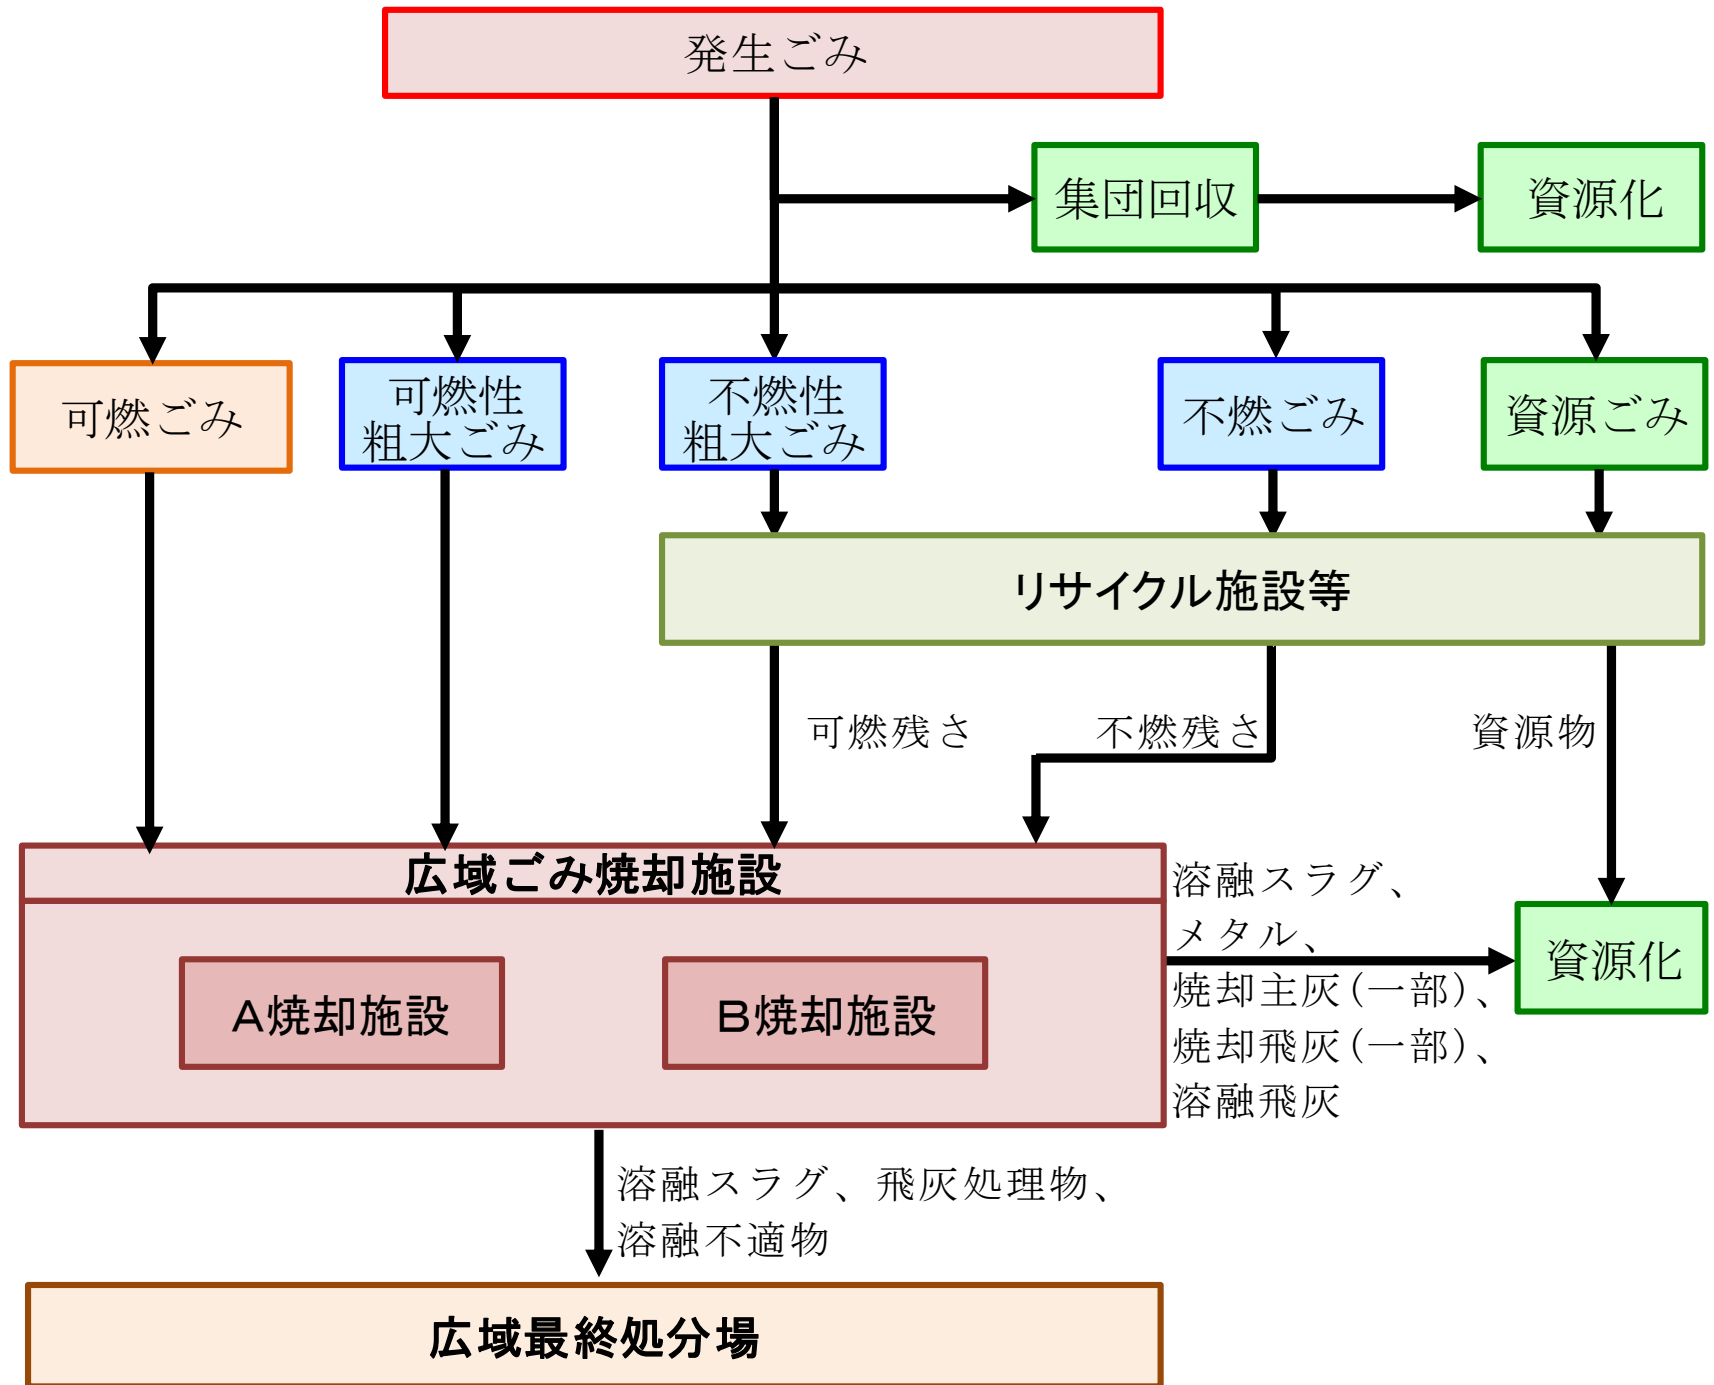 発生ごみ
集団回収
資源化
可燃ごみ
可燃性
粗大ごみ
不燃性
粗大ごみ
不燃ごみ
資源ごみ
リサイクル施設等
可燃残さ
不燃残さ
資源物
広域ごみ焼却施設
A焼却施設
B焼却施設
溶融スラグ、
メタル、
焼却主灰(一部)、
焼却飛灰(一部)、
溶融飛灰
資源化
溶融スラグ、飛灰処理物、
溶融不適物
広域最終処分場